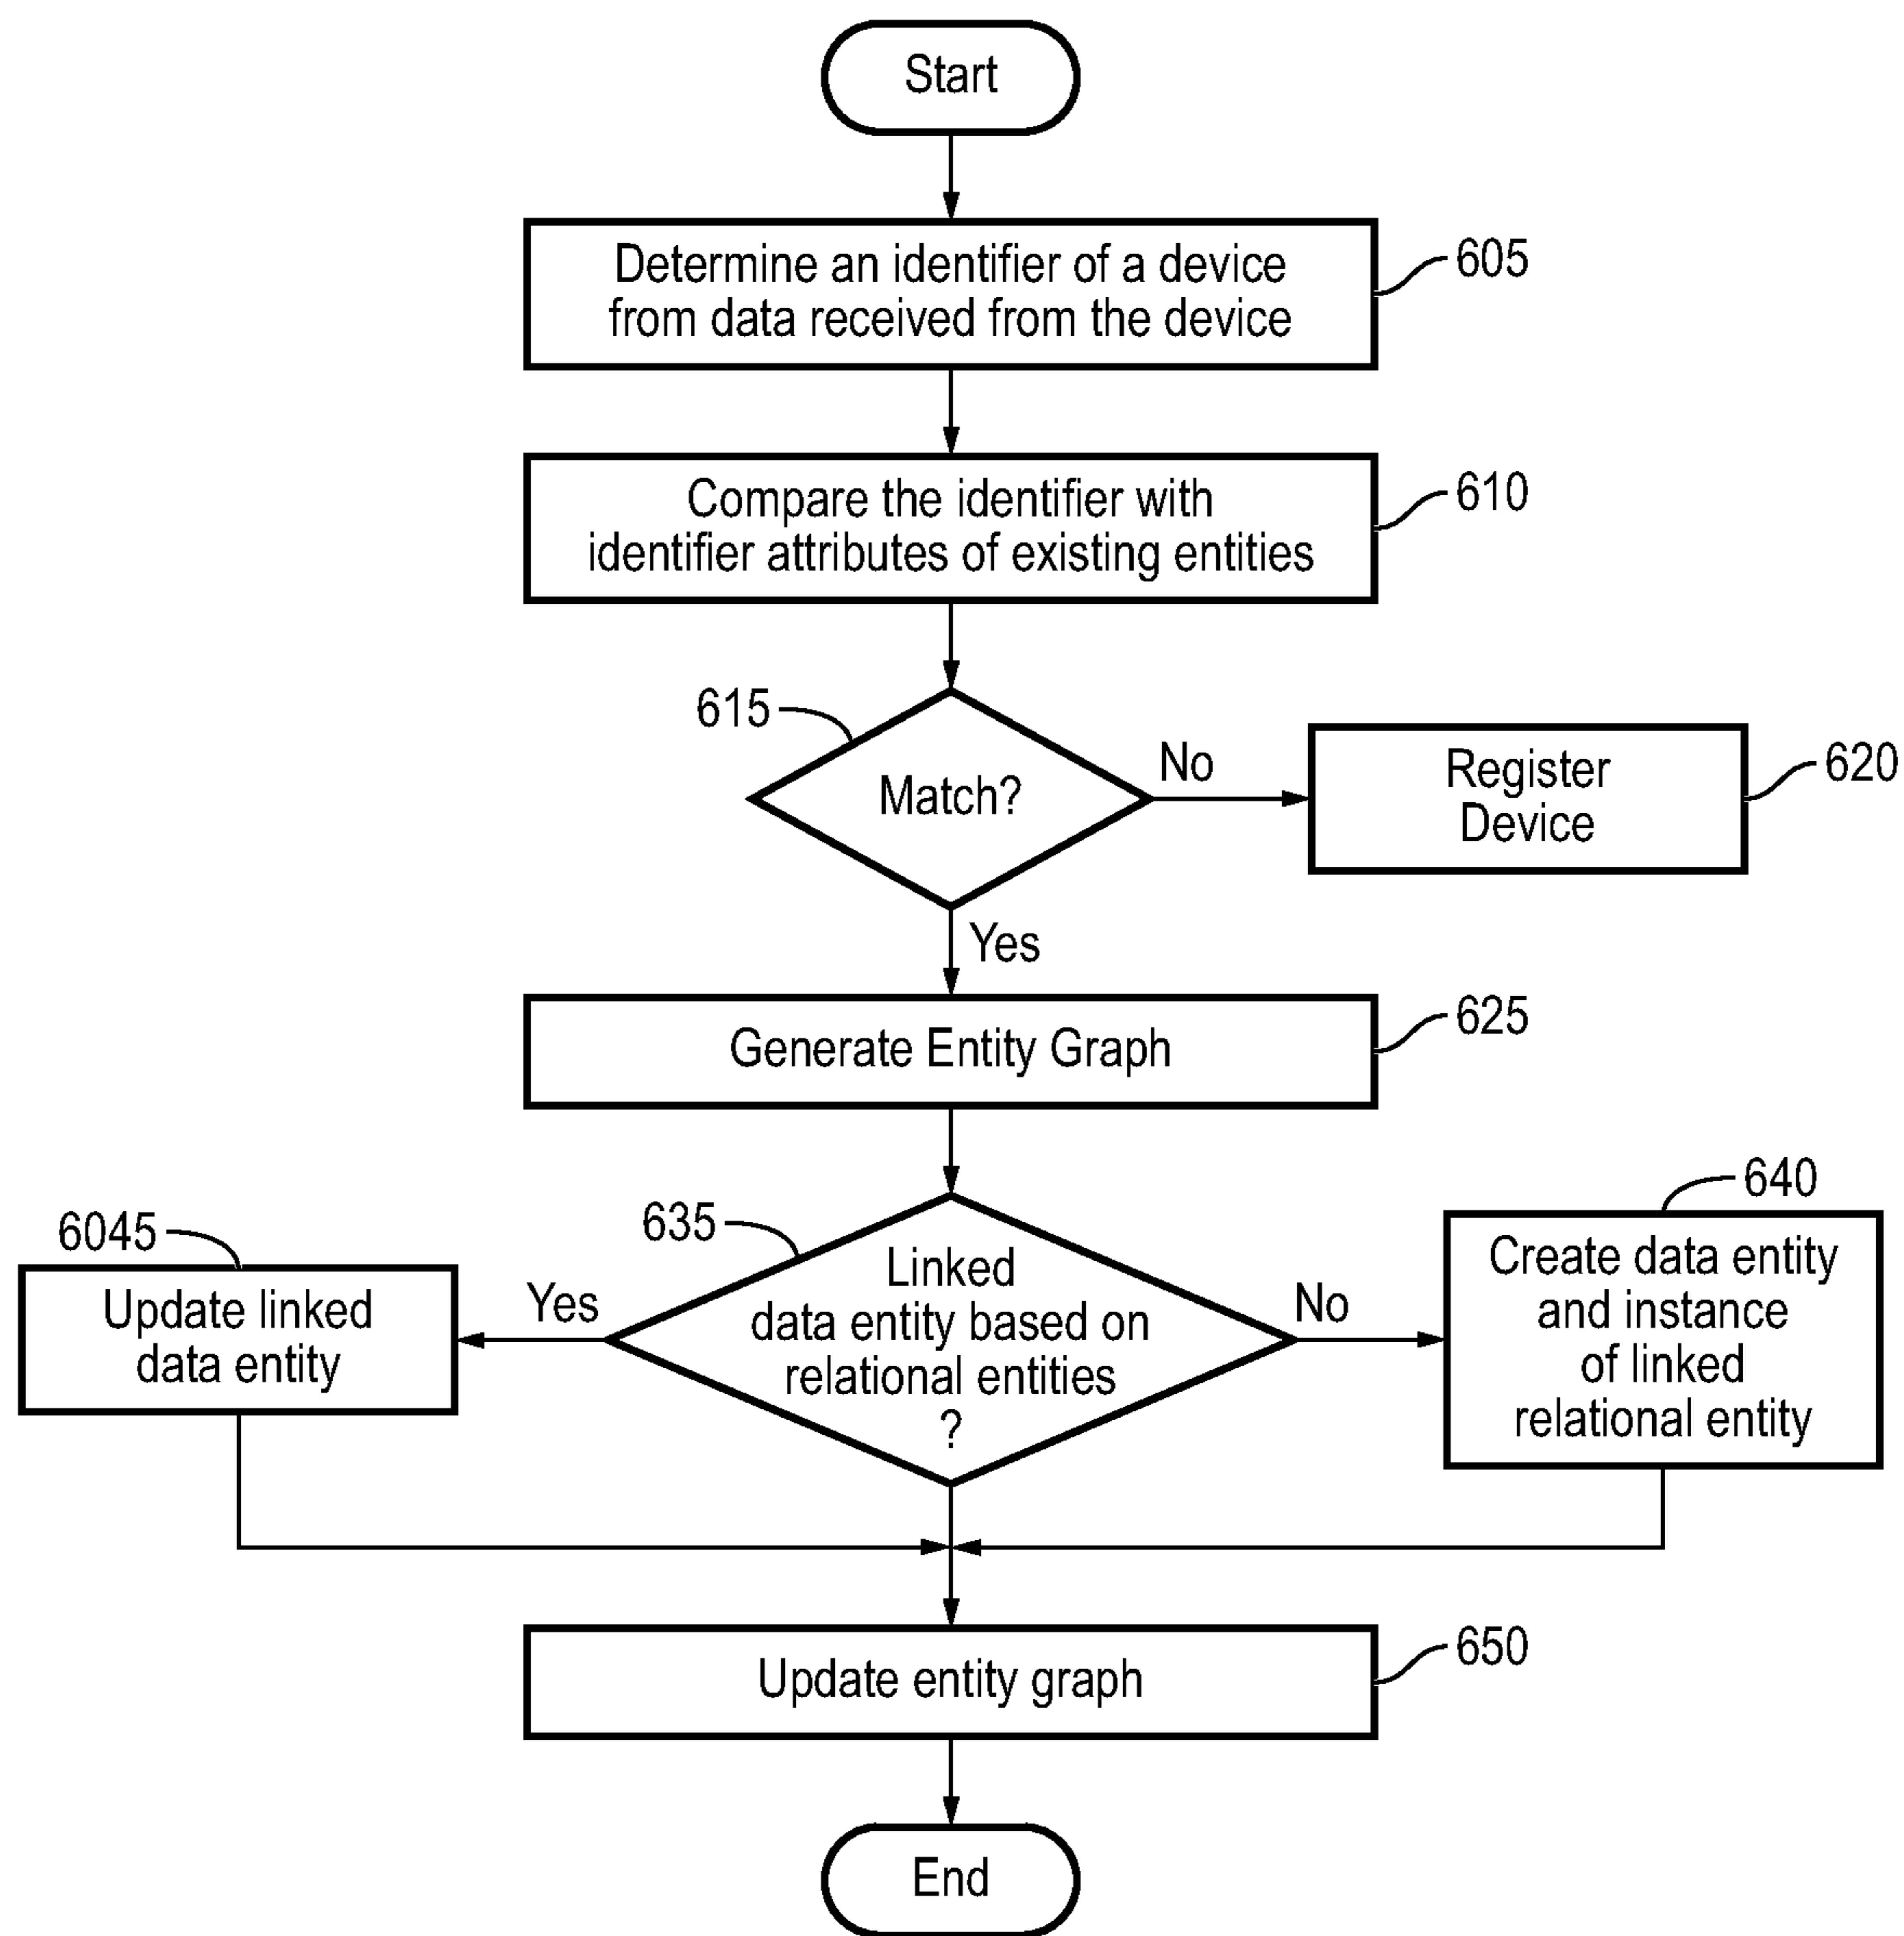 Start
Determine an identifier of a device
from data received from the device
605
Compare the identifier with
identifier attributes of existing entities
610
615
Match?
No
Register
Device
620
Yes
Generate Entity Graph
625
635
Linked
data entity based on
relational entities
?
Yes
6045
Update linked
data entity
No
640
Create data entity
and instance
of linked
relational entity
Update entity graph
650
End